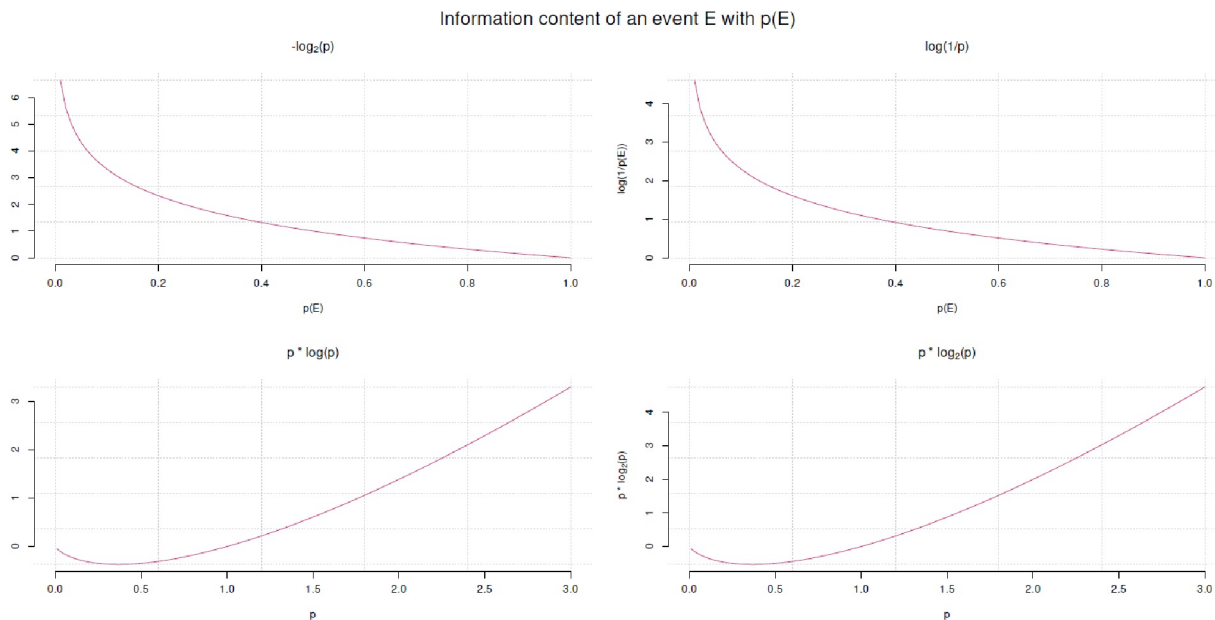 Information content of an event E with p(E)
-log₂(p)
6
5
4
3
2
1
0
0.0 0.2 0.4 0.6 0.8 1.0
p(E)
log(1/p)
log(1/p(E))
4
3
2
1
0
0.0 0.2 0.4 0.6 0.8 1.0
p(E)
p * log(p)
3
2
1
0
0.0 0.5 1.0 1.5 2.0 2.5 3.0
p
p * log₂(p)
p * log₂(p)
4
3
2
1
0
0.0 0.5 1.0 1.5 2.0 2.5 3.0
p